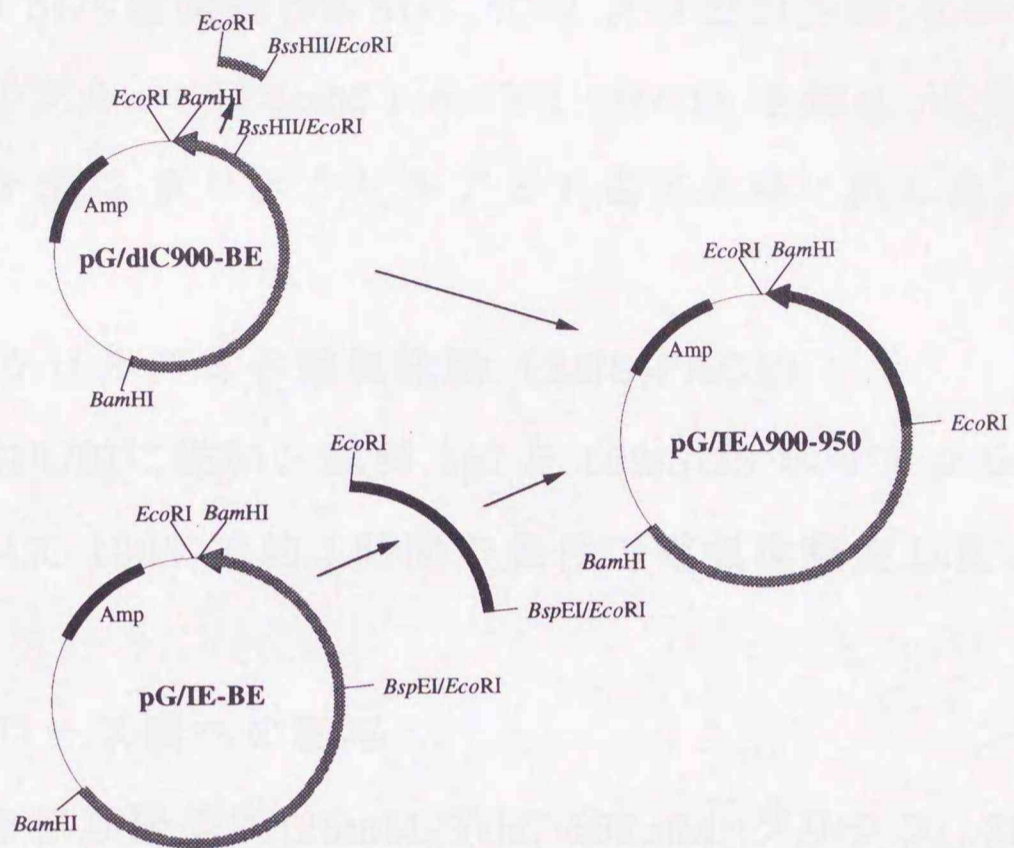 EcoRI
BssHII/EcoRI
EcoRI BamHI
BssHII/EcoRI
Amp
pG/dlC900-BE
BamHI
EcoRI BamHI
Amp
pG/IEΔ900-950
EcoRI
BamHI
EcoRI
BspEI/EcoRI
EcoRI BamHI
Amp
pG/IE-BE
BspEI/EcoRI
BamHI